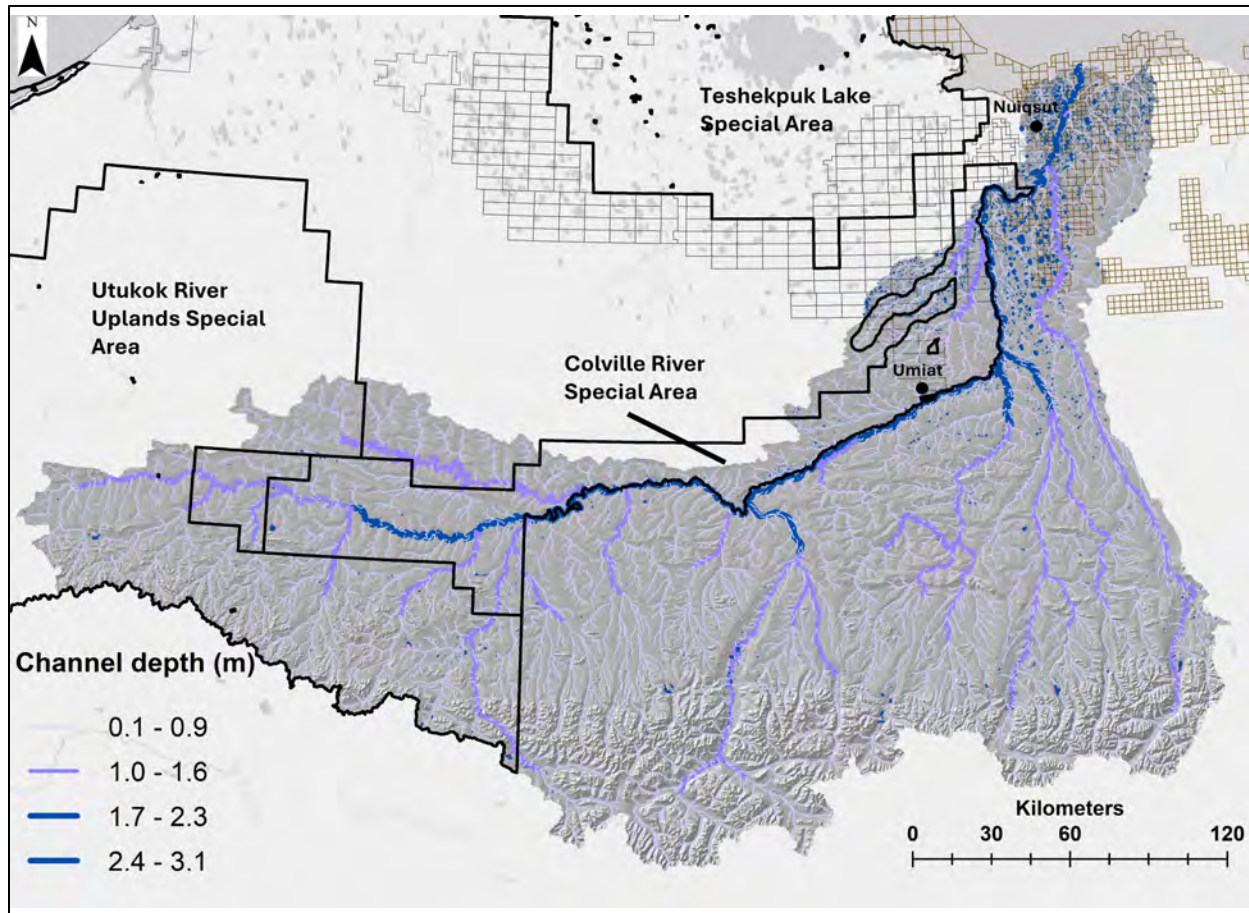 N
Teshekpuk Lake
Special Area
Nuiqsut
Utukok River
Uplands Special
Area
Colville River
Special Area
Umiat
Channel depth (m)
0.1 - 0.9
1.0 - 1.6
1.7 - 2.3
2.4 - 3.1
Kilometers
0 30 60 120